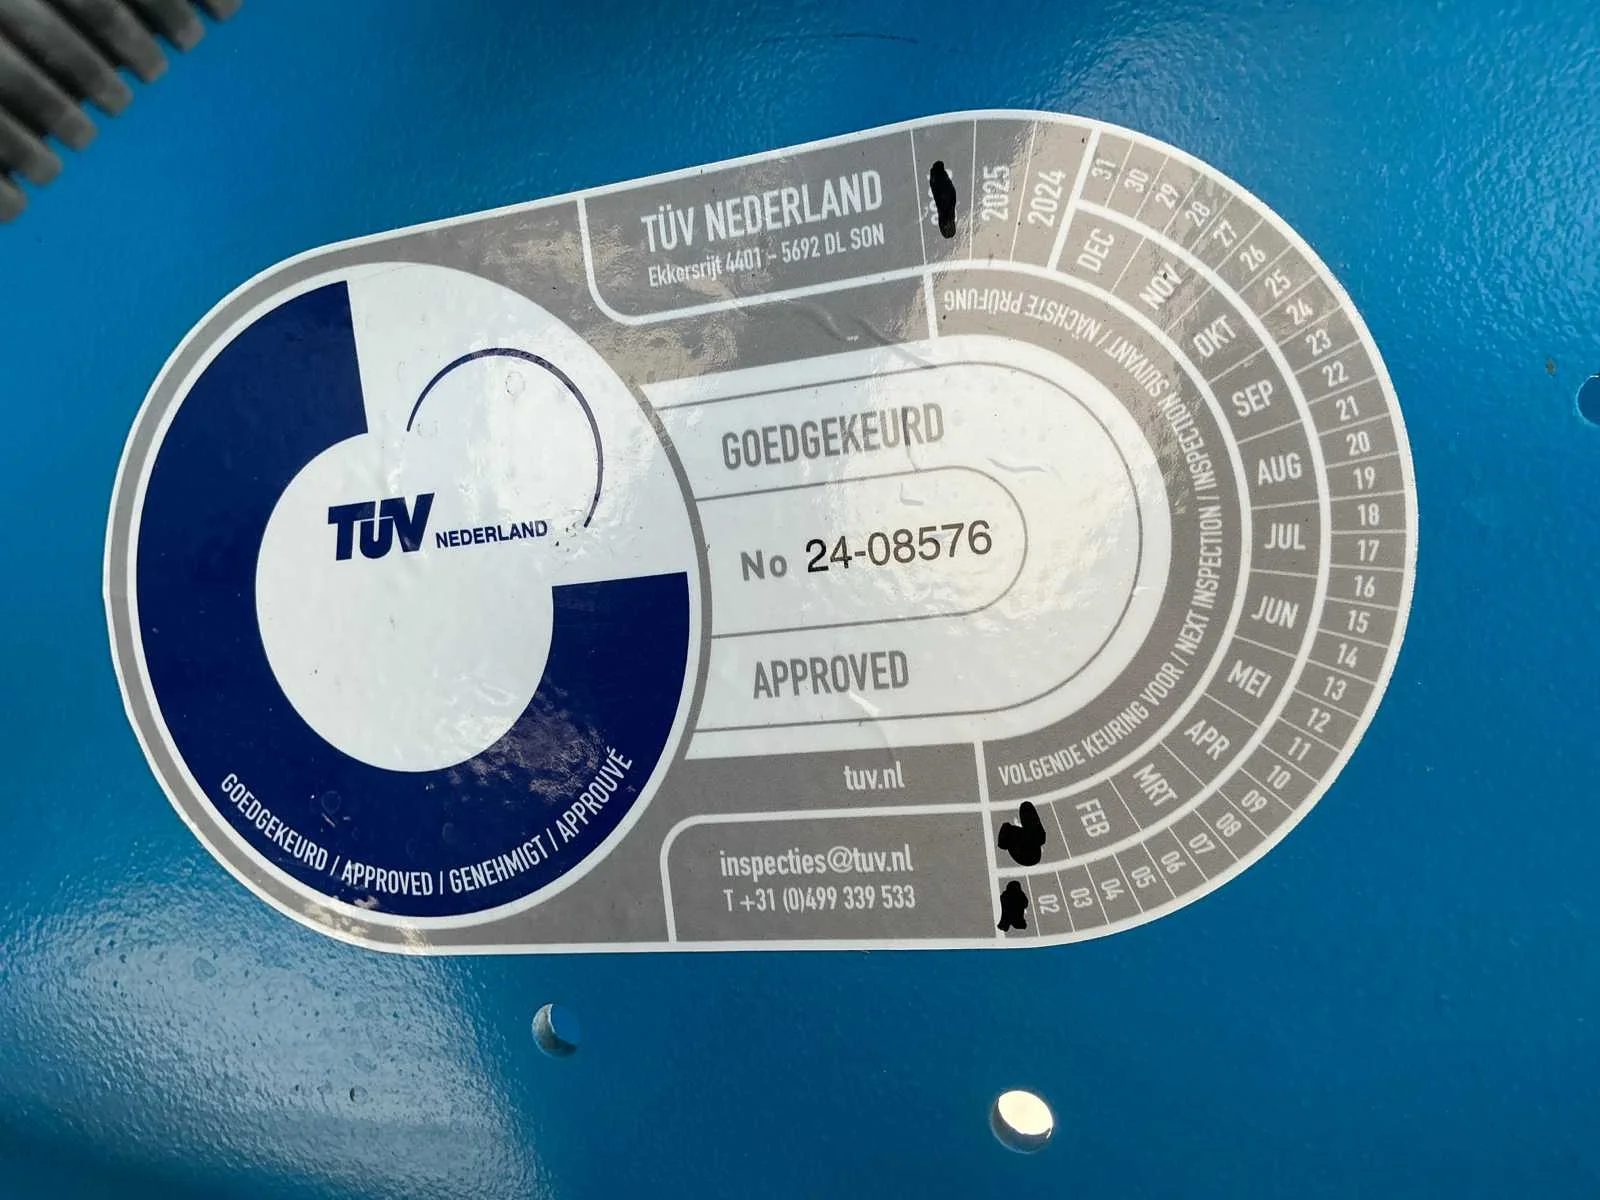 TÜV NEDERLAND
Ekkersrijt 4401 - 5692 DL SON
2025
2024
31
30
29
28
27
26
25
24
23
22
21
20
19
18
17
16
15
14
13
12
11
10
09
08
07
06
05
04
03
02
DEC
NOV
OKT
SEP
AUG
JUL
JUN
MEI
APR
MRT
FEB
VOLGENDE KEURING VOOR / NEXT INSPECTION / INSPECTION SUIVANT / NÄCHSTE PRÜFUNG
GOEDGEKEURD
No 24-08576
APPROVED
TÜV NEDERLAND
GOEDGEKEURD / APPROVED / GENEHMIGT / APPROUVÉ
tuv.nl
inspecties@tuv.nl
T +31 (0)499 339 533